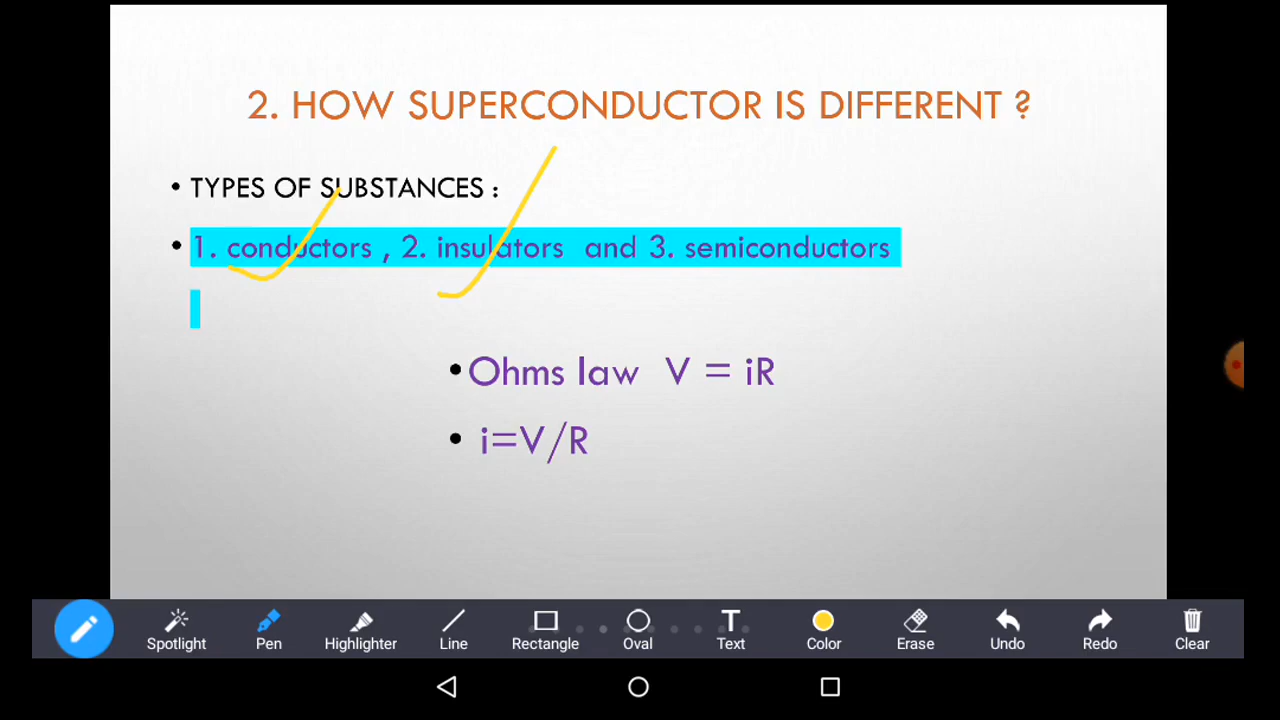 2. HOW SUPERCONDUCTOR IS DIFFERENT ?
• TYPES OF SUBSTANCES :
• 1. conductors , 2. insulators and 3. semiconductors
• Ohms law V = iR
• i=V/R
Spotlight Pen Highlighter Line Rectangle Oval Text Color Erase Undo Redo Clear